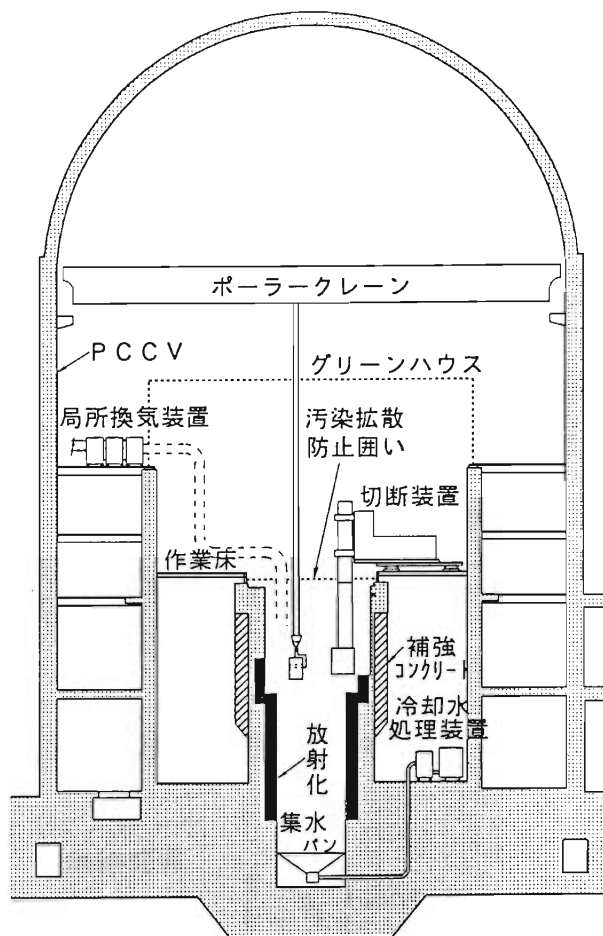 ポーラークレーン
PCCV
グリーンハウス
局所換気装置
汚染拡散
防止囲い
切断装置
作業床
補強
コンクリート
冷却水
処理装置
放射化
集水
パン